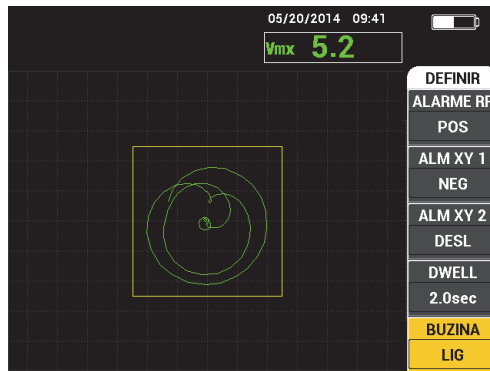 05/20/2014 09:41
Vmx 5.2
DEFINIR
ALARME RF
POS
ALM XY 1
NEG
ALM XY 2
DESL
DWELL
2.0sec
BUZINA
LIG